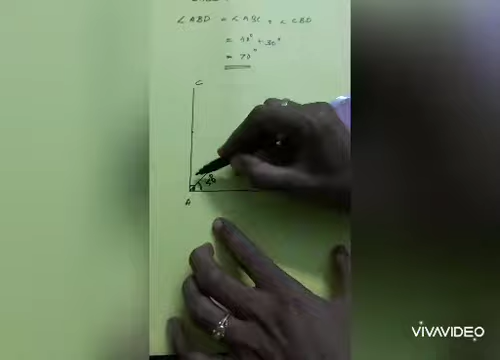 ∠ABD = ∠ABC + ∠CBD
= 40° + 30°
= 70°
C
A
VIVAVIDEO